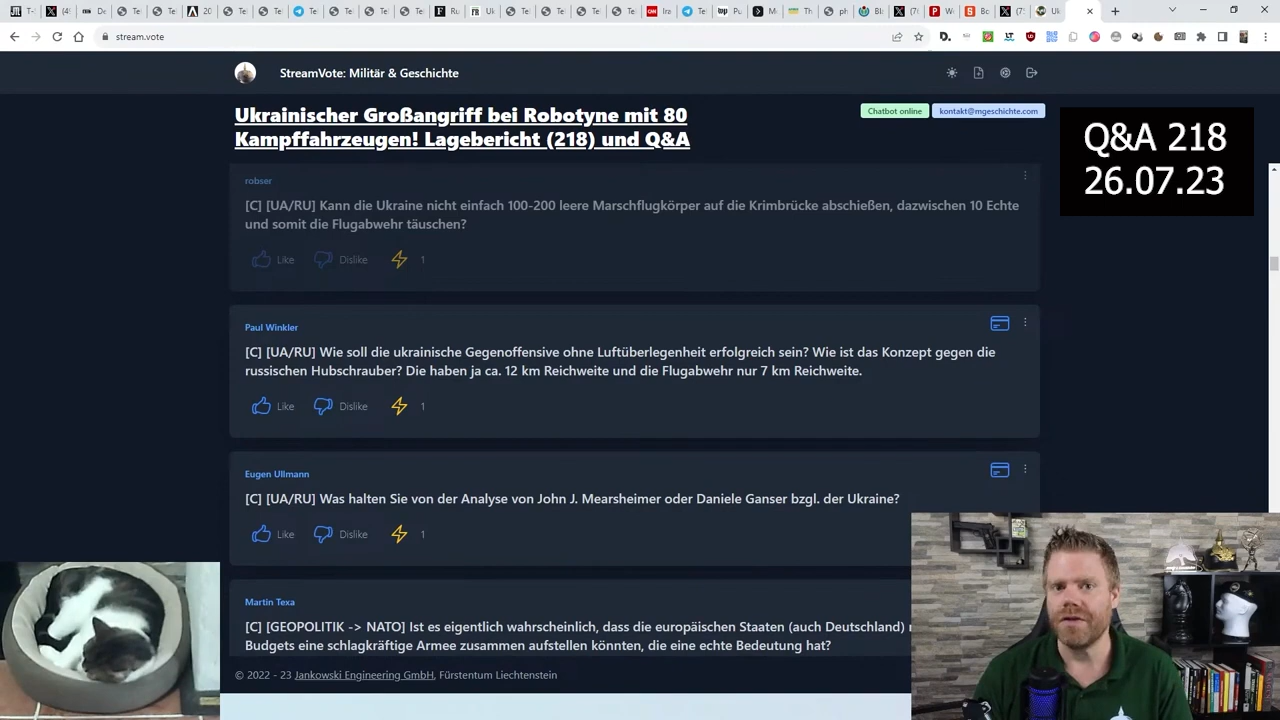 stream.vote
StreamVote: Militär & Geschichte
Ukrainischer Großangriff bei Robotyne mit 80
Kampffahrzeugen! Lagebericht (218) und Q&A
Chatbot online
kontakt@mgeschichte.com
Q&A 218
26.07.23
robser
[C] [UA/RU] Kann die Ukraine nicht einfach 100-200 leere Marschflugkörper auf die Krimbrücke abschießen, dazwischen 10 Echte
und somit die Flugabwehr täuschen?
Like
Dislike
1
Paul Winkler
[C] [UA/RU] Wie soll die ukrainische Gegenoffensive ohne Luftüberlegenheit erfolgreich sein? Wie ist das Konzept gegen die
russischen Hubschrauber? Die haben ja ca. 12 km Reichweite und die Flugabwehr nur 7 km Reichweite.
Like
Dislike
1
Eugen Ullmann
[C] [UA/RU] Was halten Sie von der Analyse von John J. Mearsheimer oder Daniele Ganser bzgl. der Ukraine?
Like
Dislike
1
Martin Texa
[C] [GEOPOLITIK -> NATO] Ist es eigentlich wahrscheinlich, dass die europäischen Staaten (auch Deutschland)
Budgets eine schlagkräftige Armee zusammen aufstellen könnten, die eine echte Bedeutung hat?
© 2022 - 23 Jankowski Engineering GmbH, Fürstentum Liechtenstein